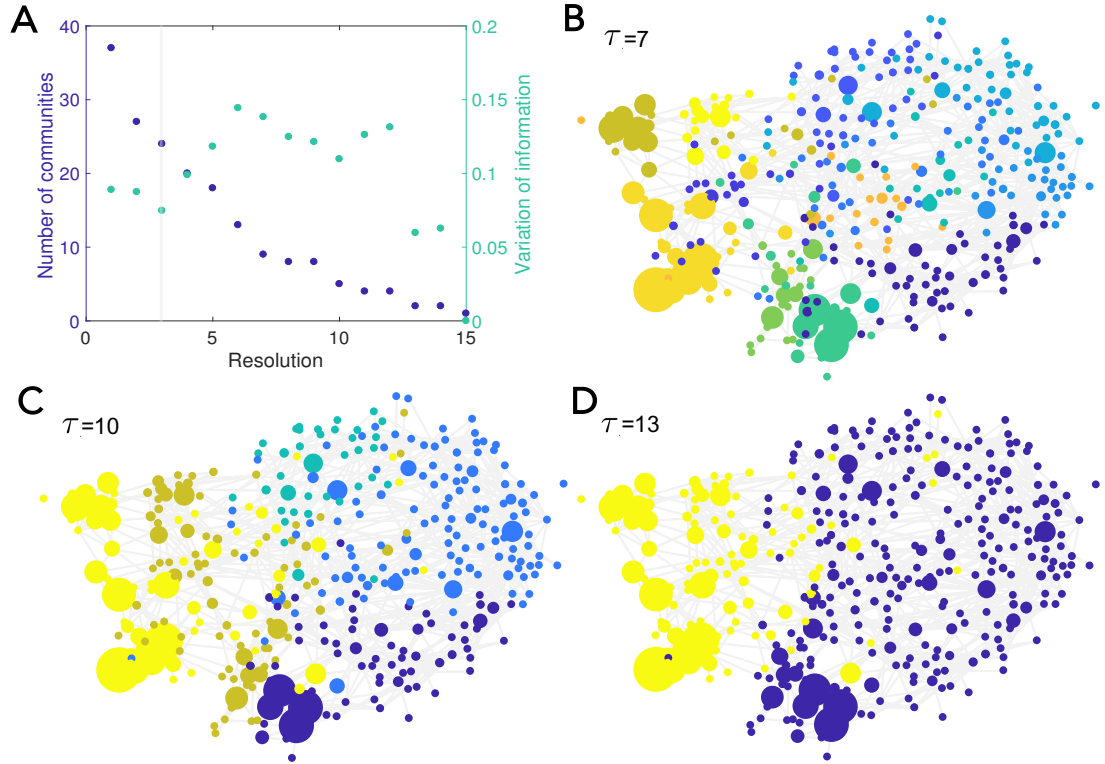 A
40
30
20
10
0
Number of communities
0
5
10
15
Resolution
0.2
0.15
0.1
0.05
0
Variation of information
B
τ=7
C
τ=10
D
τ=13